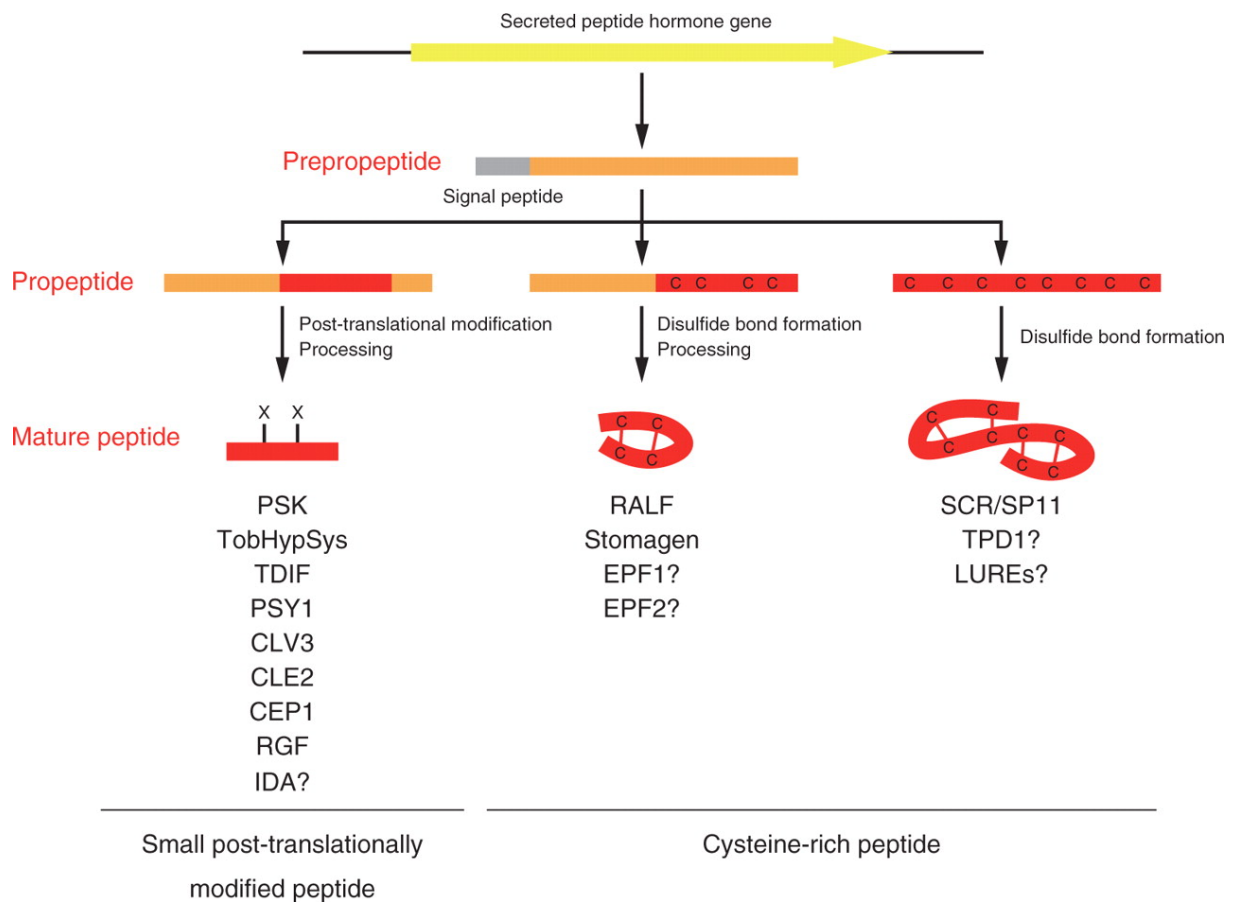 Secreted peptide hormone gene
Prepropeptide
Signal peptide
Propeptide
C C C C
C C C C C C C C
Post-translational modification
Processing
Disulfide bond formation
Processing
Disulfide bond formation
Mature peptide
X X
C C
C C
C C C C
C C C C
PSK
TobHypSys
TDIF
PSY1
CLV3
CLE2
CEP1
RGF
IDA?
RALF
Stomagen
EPF1?
EPF2?
SCR/SP11
TPD1?
LUREs?
Small post-translationally
modified peptide
Cysteine-rich peptide